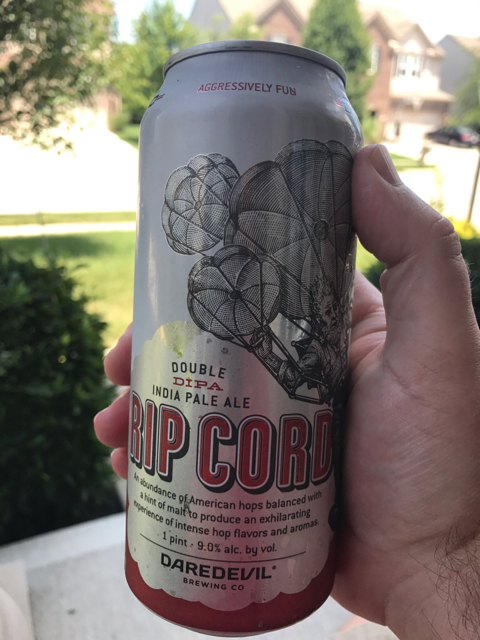 AGGRESSIVELY FUN
DOUBLE
DIPA
INDIA PALE ALE
RIP CORD
An abundance of American hops balanced with
a hint of malt to produce an exhilarating
experience of intense hop flavors and aromas.
1 pint - 9.0% alc. by vol.
DAREDEVIL®
BREWING CO